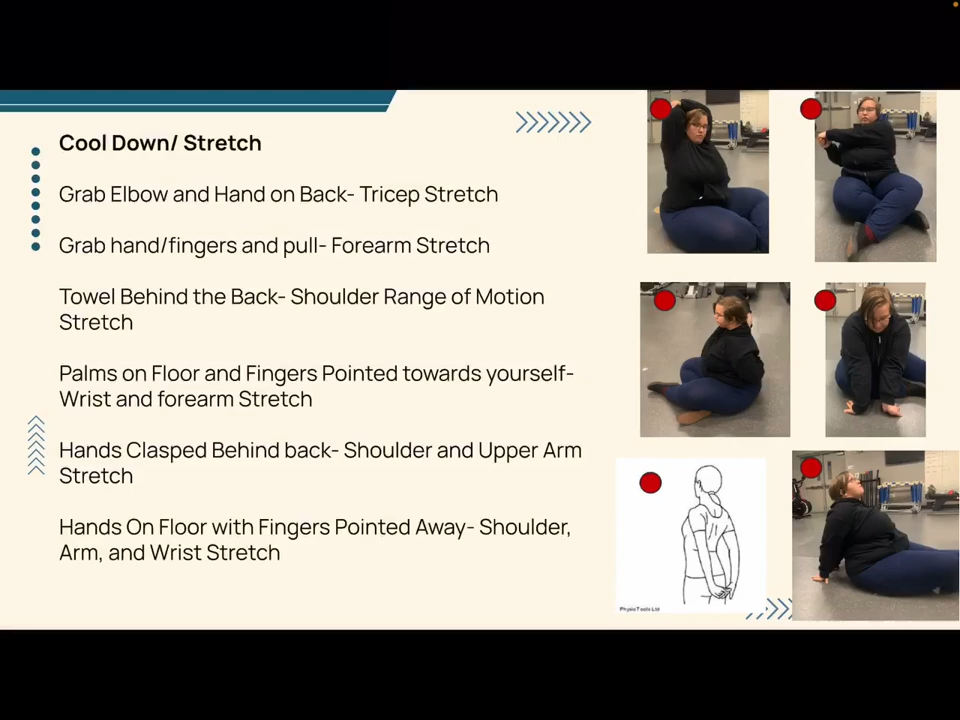 Cool Down/ Stretch
Grab Elbow and Hand on Back- Tricep Stretch
Grab hand/fingers and pull- Forearm Stretch
Towel Behind the Back- Shoulder Range of Motion
Stretch
Palms on Floor and Fingers Pointed towards yourself-
Wrist and forearm Stretch
Hands Clasped Behind back- Shoulder and Upper Arm
Stretch
Hands On Floor with Fingers Pointed Away- Shoulder,
Arm, and Wrist Stretch
PhysioTools Ltd